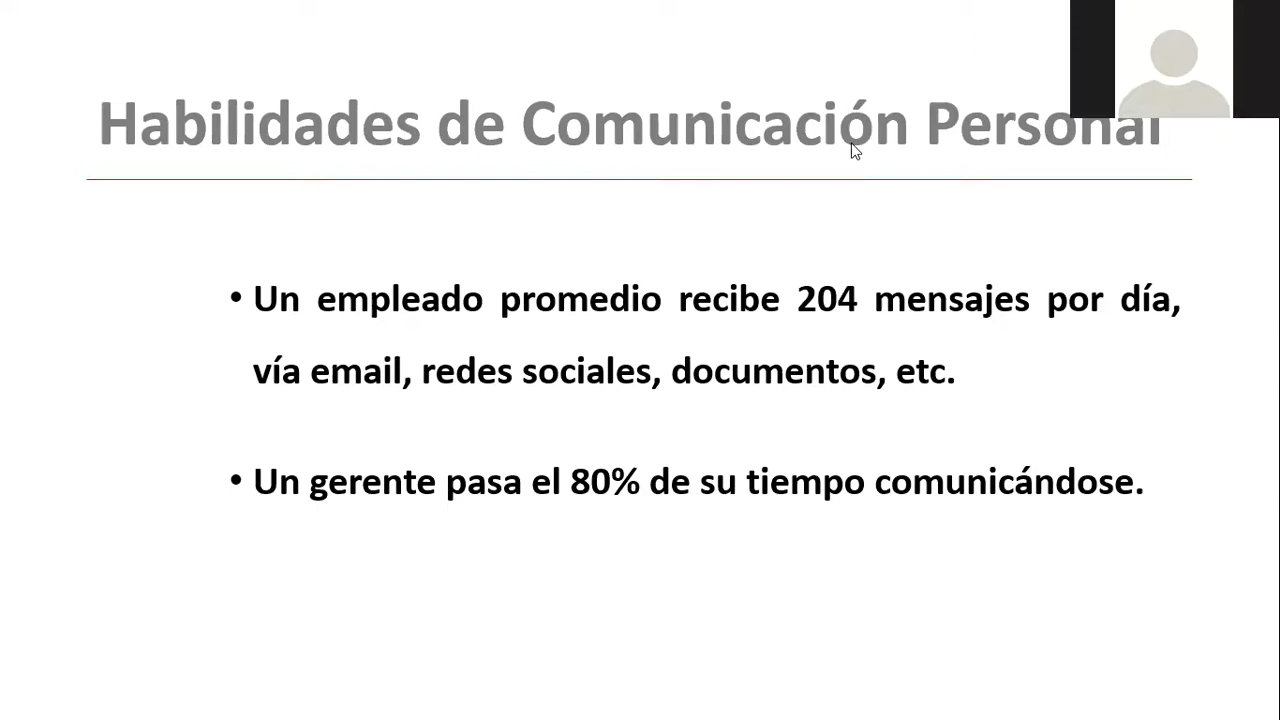 Habilidades de Comunicación Personal
• Un empleado promedio recibe 204 mensajes por día,
vía email, redes sociales, documentos, etc.
• Un gerente pasa el 80% de su tiempo comunicándose.